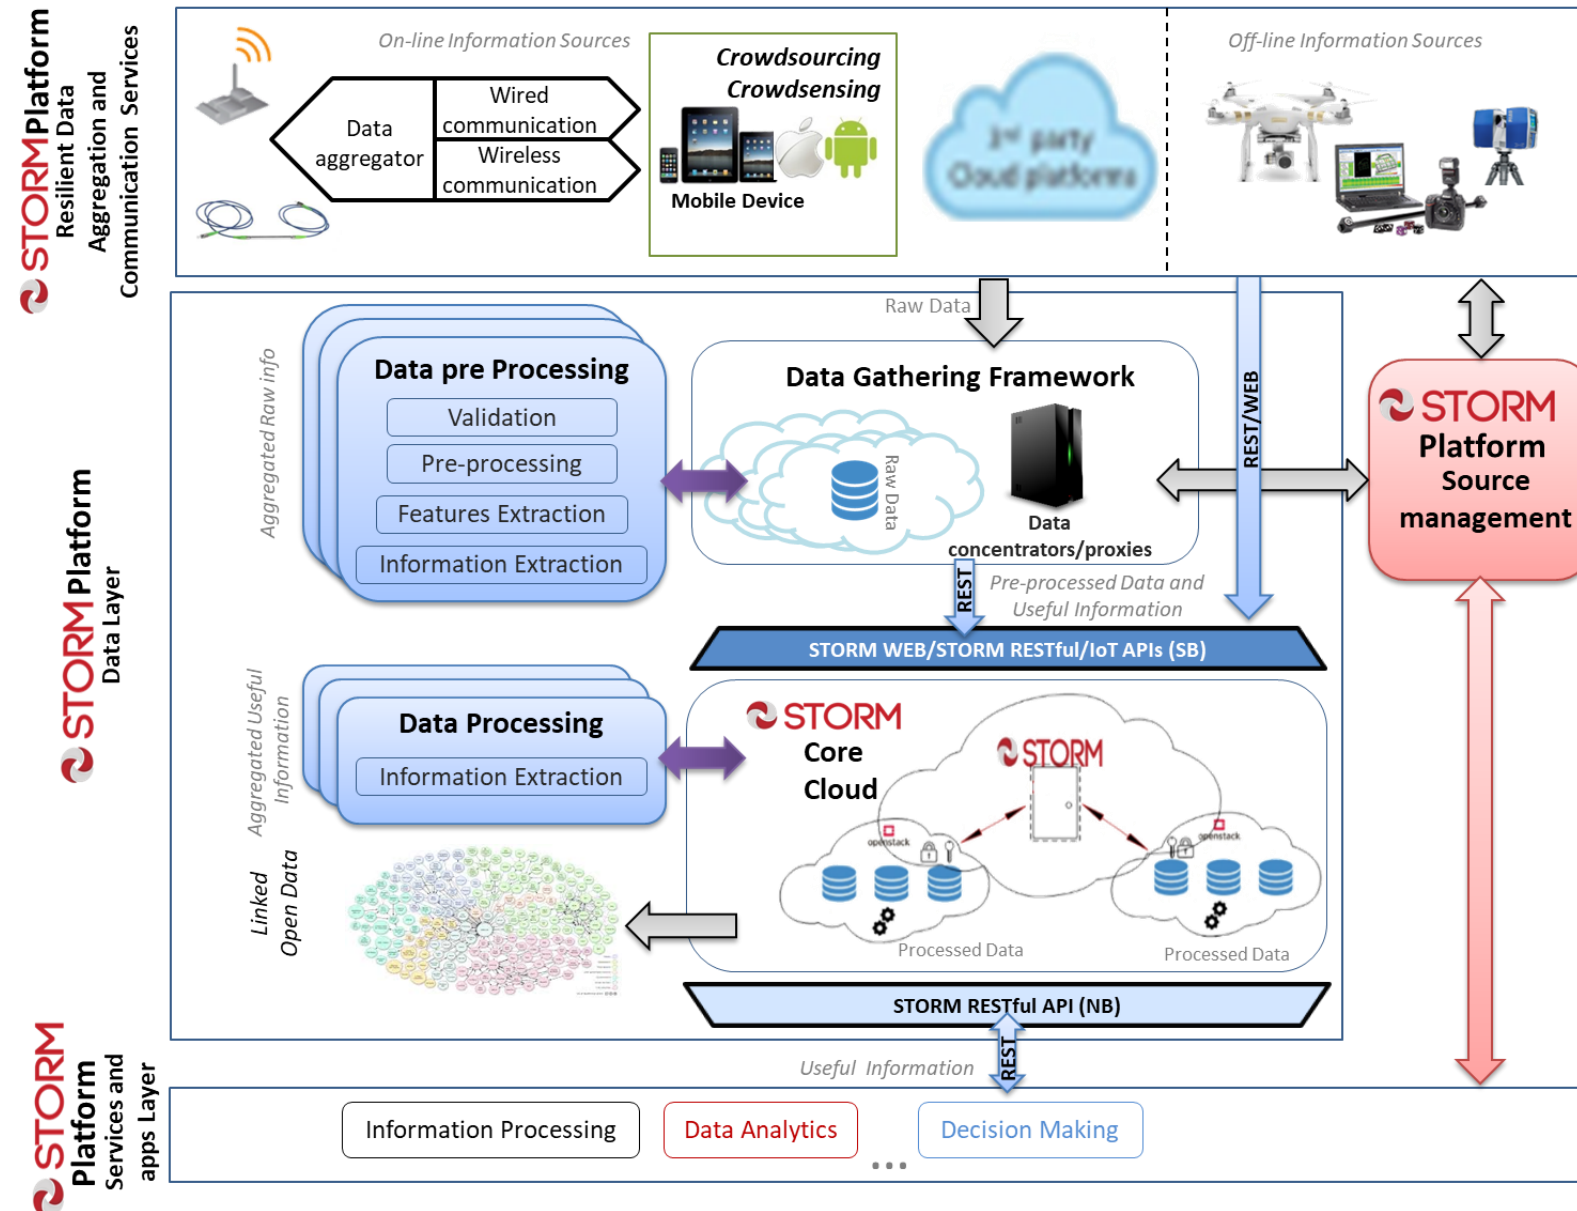 STORM Platform
Resilient Data
Aggregation and
Communication Services
On-line Information Sources
Data
aggregator
Wired
communication
Wireless
communication
Crowdsourcing
Crowdsensing
Mobile Device
3rd party
Cloud platforms
Off-line Information Sources
STORM Platform
Data Layer
Raw Data
REST/WEB
Aggregated Raw info
Data pre Processing
Validation
Pre-processing
Features Extraction
Information Extraction
Data Gathering Framework
Raw Data
Data
concentrators/proxies
STORM
Platform
Source
management
REST
Pre-processed Data and
Useful Information
STORM WEB/STORM RESTful/IoT APIs (SB)
Aggregated Useful
Information
Data Processing
Information Extraction
STORM
Core
Cloud
STORM
openstack
openstack
Processed Data
Processed Data
Linked
Open Data
STORM RESTful API (NB)
REST
Useful Information
STORM
Platform
Services and
apps Layer
Information Processing
Data Analytics
Decision Making
...